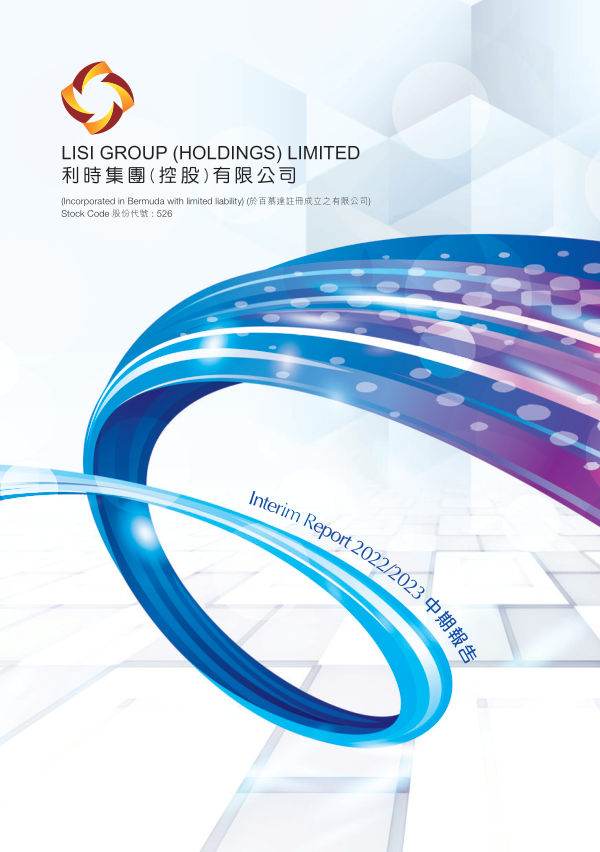 LISI GROUP (HOLDINGS) LIMITED
利時集團(控股)有限公司
(Incorporated in Bermuda with limited liability) (於百慕達註冊成立之有限公司)
Stock Code 股份代號 : 526
Interim Report 2022/2023 中期報告